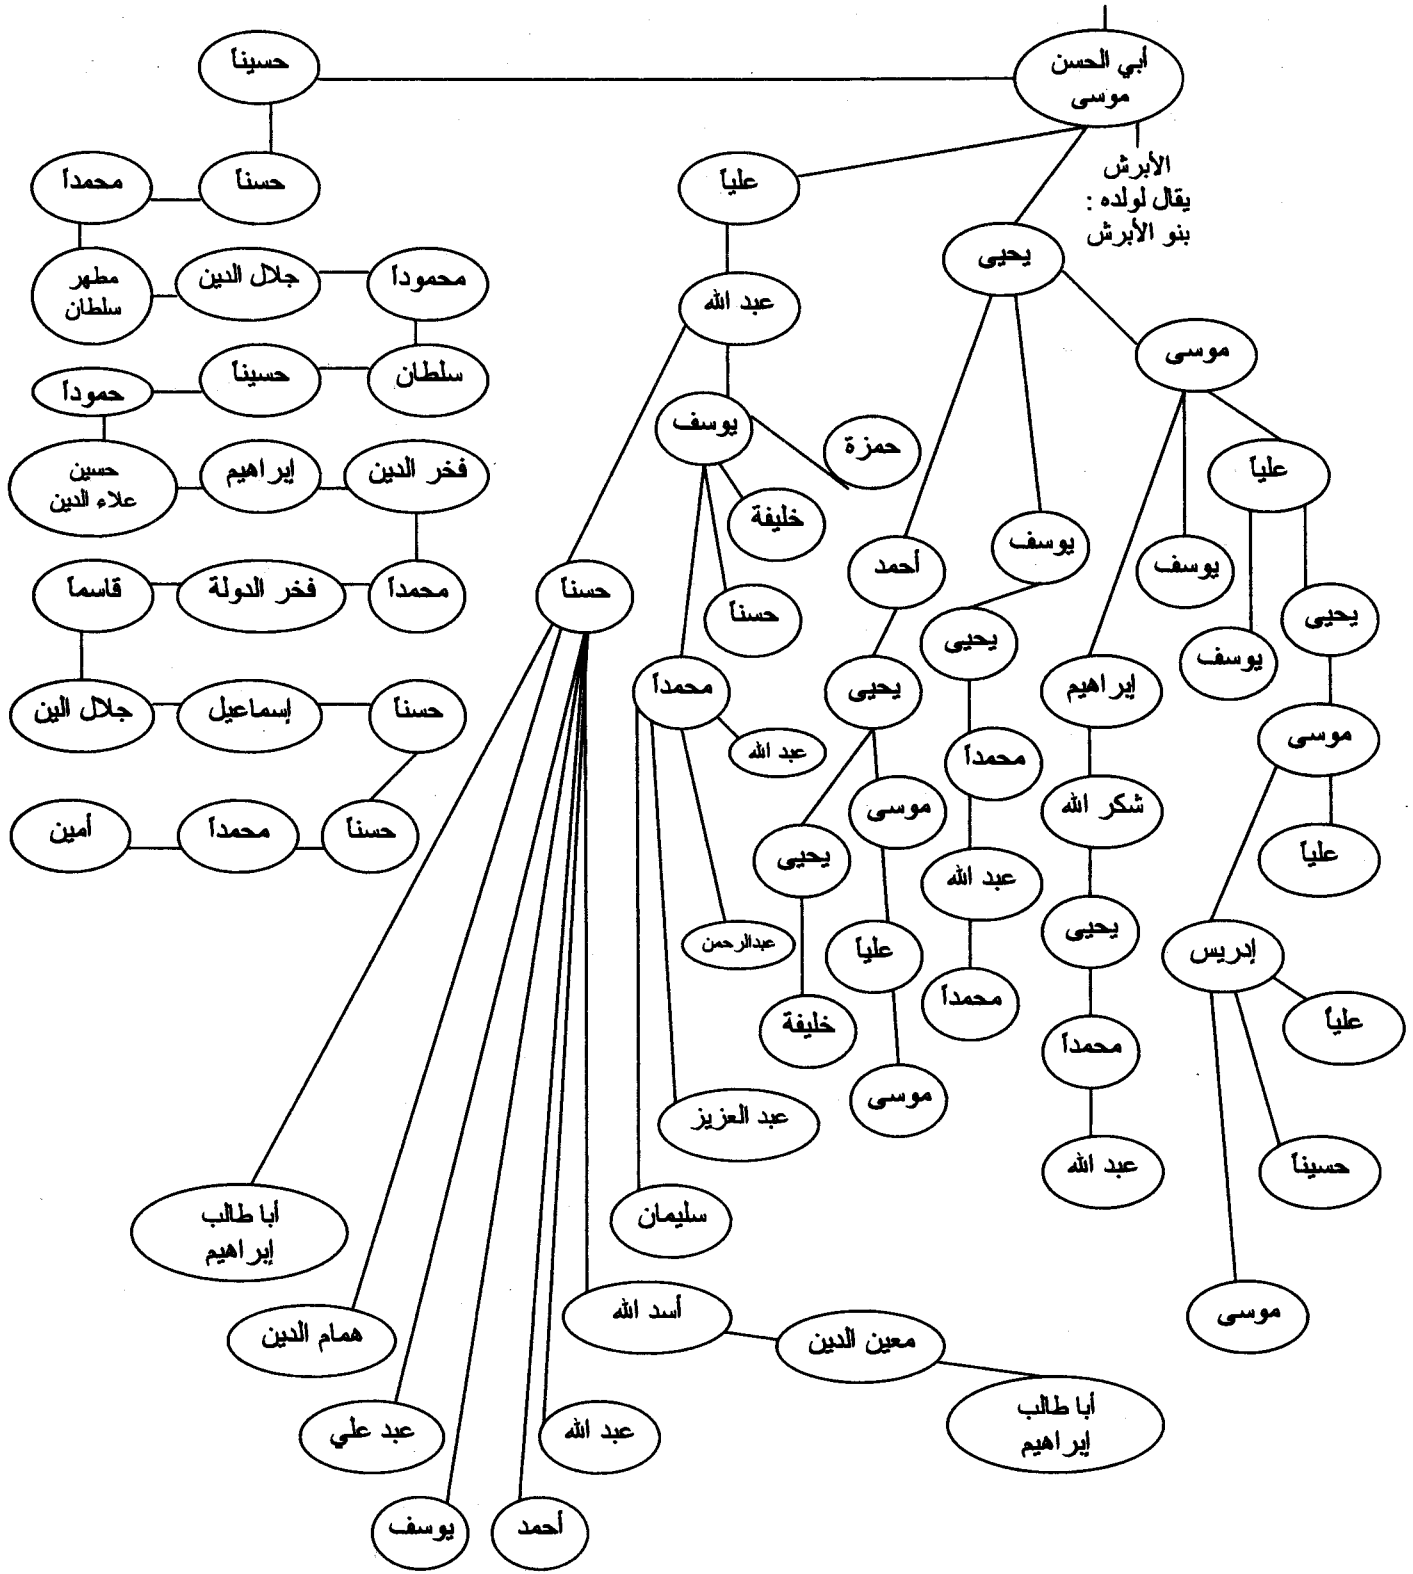 أبي الحسن
موسى
الأبرش
يقال لولده :
بنو الأبرش
حسيناً
حسناً
محمداً
مطهر
سلطان
جلال الدين
محموداً
سلطان
حسيناً
حموداً
حسين
علاء الدين
إبراهيم
فخر الدين
محمداً
فخر الدولة
قاسماً
جلال الين
إسماعيل
حسناً
حسناً
محمداً
أمين
علياً
عبد الله
يوسف
حمزة
خليفة
حسناً
محمداً
عبد الله
عبدالرحمن
عبد العزيز
سليمان
حسناً
أبا طالب
إبراهيم
همام الدين
عبد علي
يوسف
أحمد
عبد الله
أسد الله
معين الدين
أبا طالب
إبراهيم
يحيى
أحمد
يحيى
يحيى
خليفة
موسى
علياً
موسى
يوسف
يحيى
محمداً
عبد الله
محمداً
موسى
إبراهيم
شكر الله
يحيى
محمداً
عبد الله
يوسف
علياً
يوسف
يحيى
موسى
علياً
إدريس
علياً
حسيناً
موسى